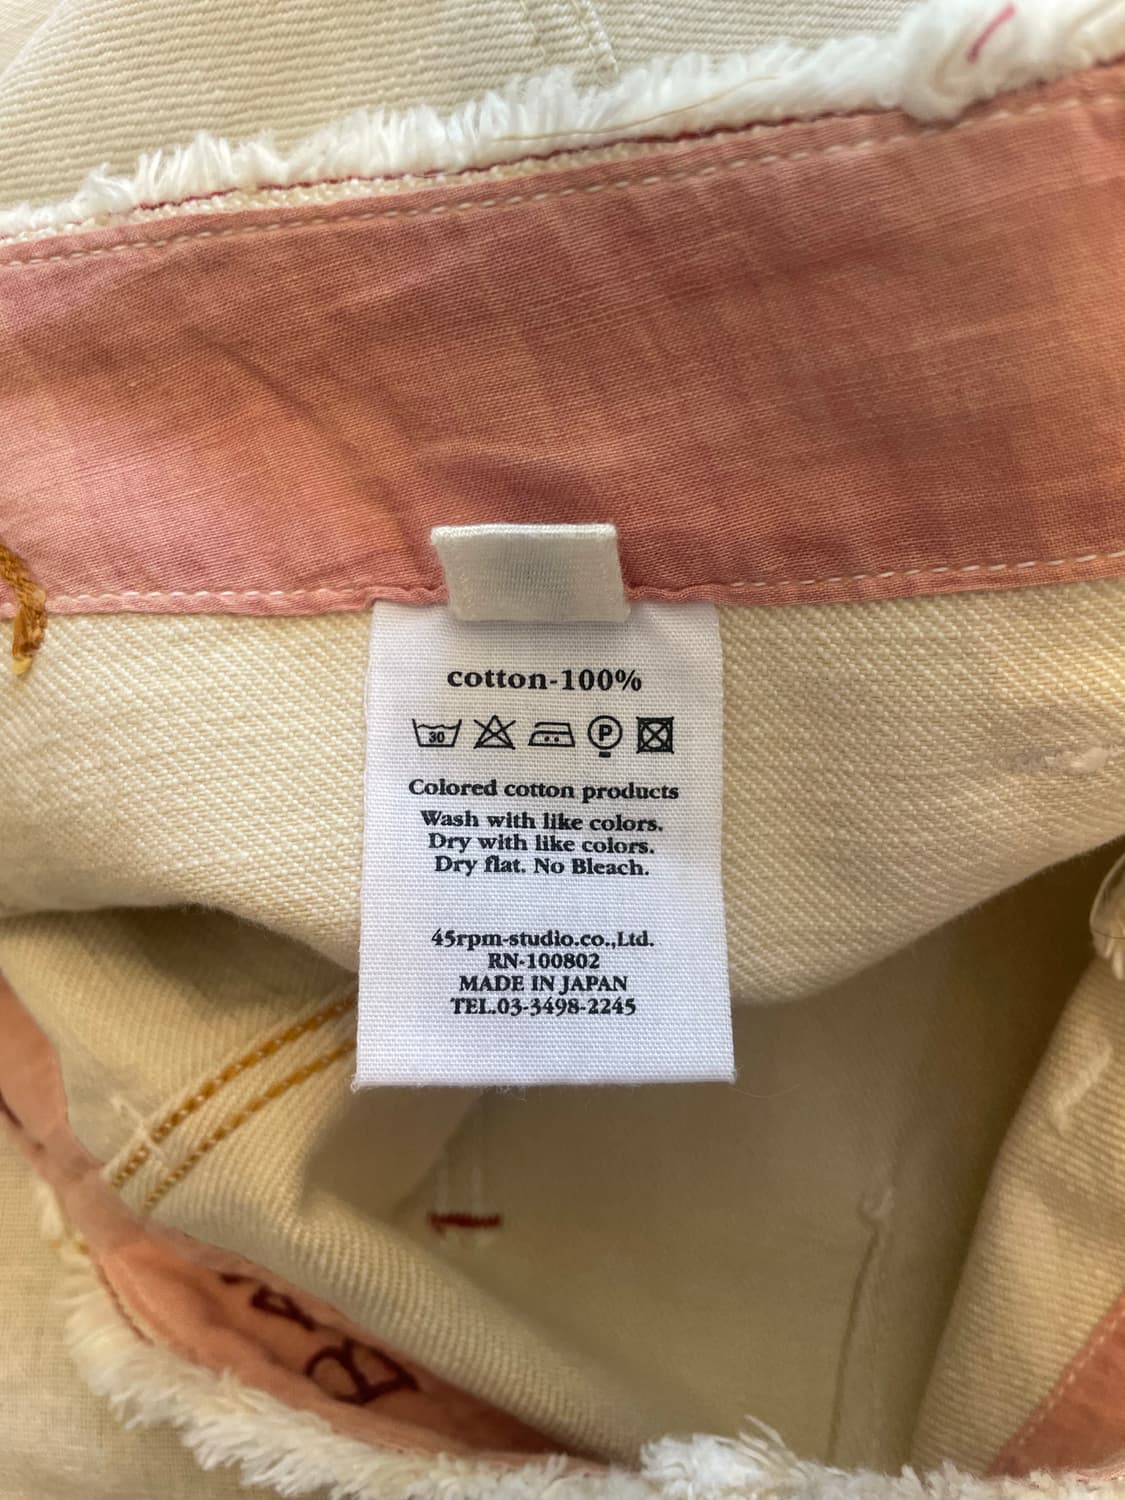 cotton-100%
30 P
Colored cotton products
Wash with like colors.
Dry with like colors.
Dry flat. No Bleach.
45rpm-studio.co.,Ltd.
RN-100802
MADE IN JAPAN
TEL.03-3498-2245